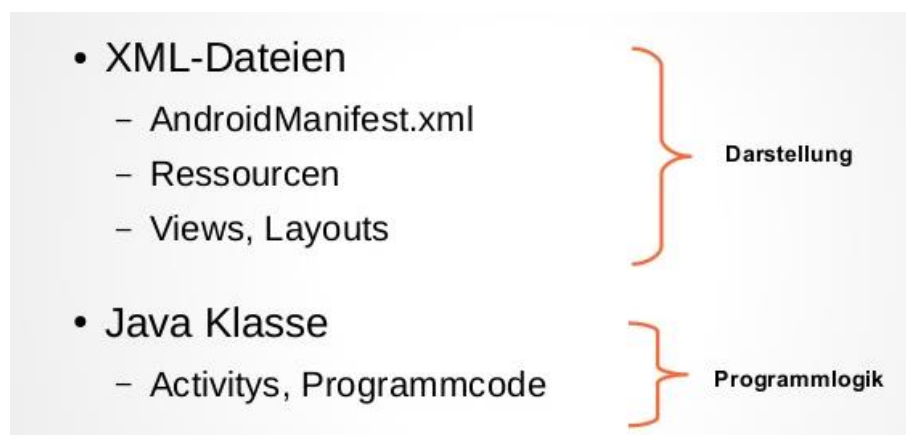 • XML-Dateien
– AndroidManifest.xml
– Ressourcen
– Views, Layouts
Darstellung
• Java Klasse
– Activitys, Programmcode
Programmlogik